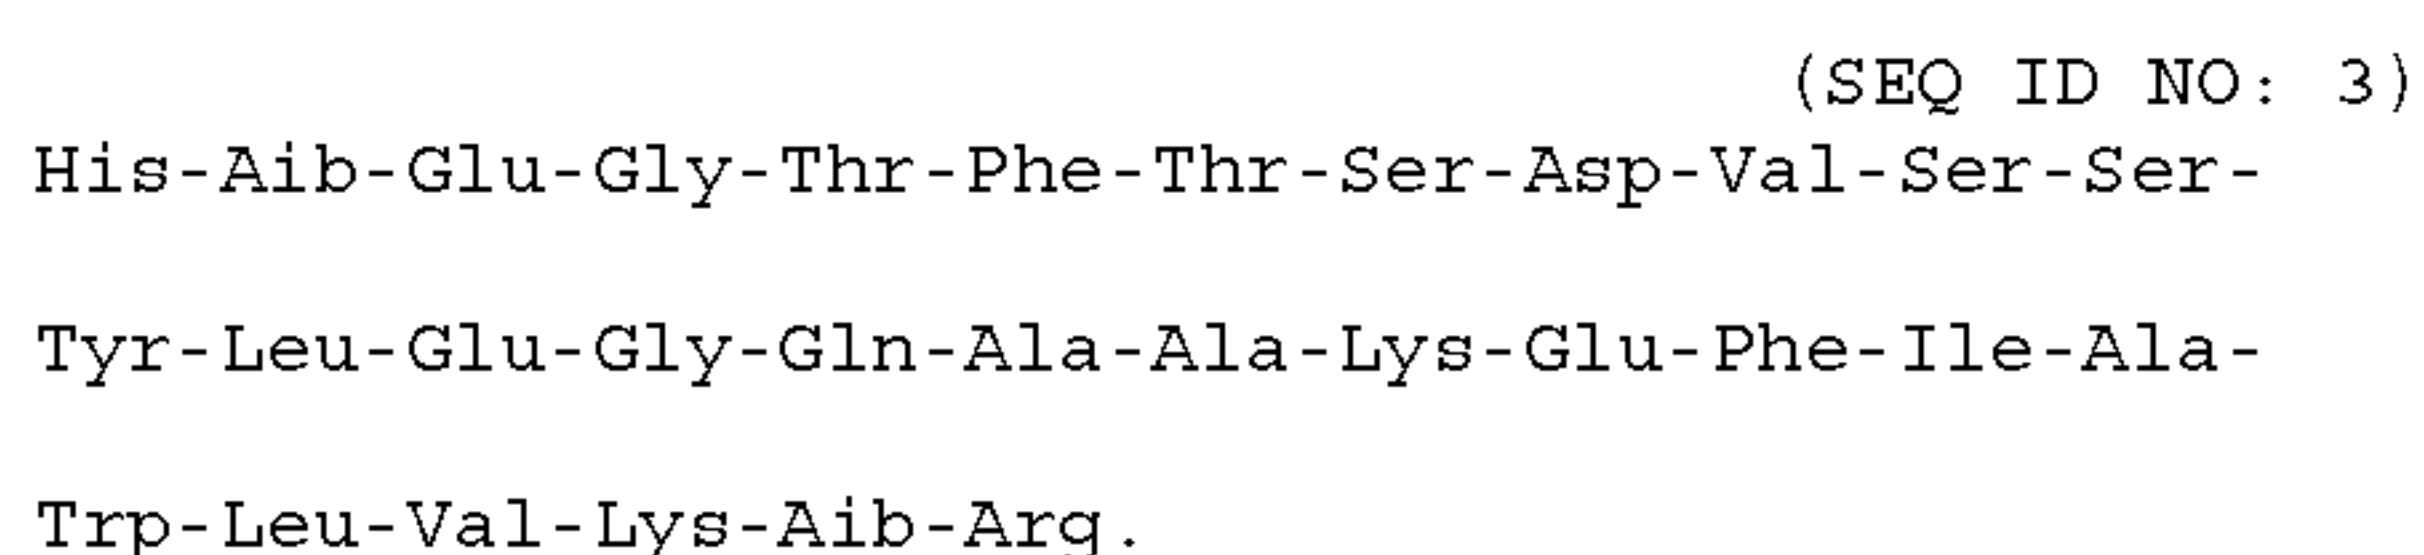 (SEQ ID NO: 3)
His-Aib-Glu-Gly-Thr-Phe-Thr-Ser-Asp-Val-Ser-Ser-
Tyr-Leu-Glu-Gly-Gln-Ala-Ala-Lys-Glu-Phe-Ile-Ala-
Trp-Leu-Val-Lys-Aib-Arg.